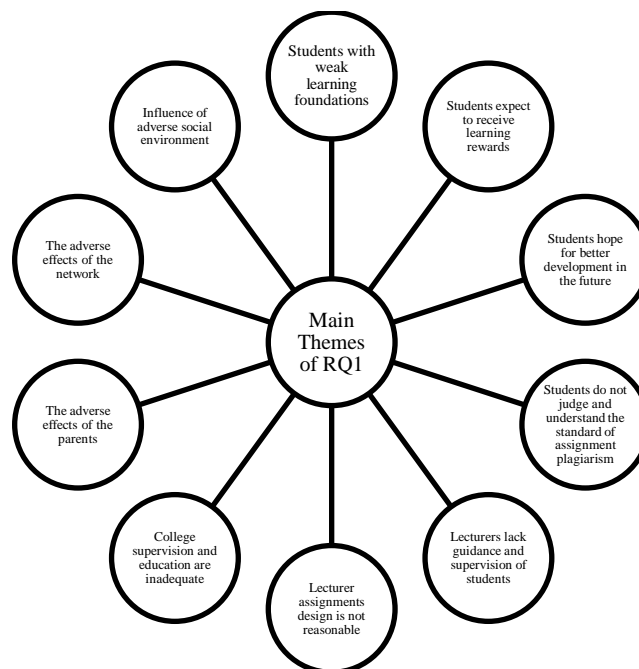 Students with
weak
learning
foundations
Students expect
to receive
learning
rewards
Students hope
for better
development in
the future
Students do not
judge and
understand the
standard of
assignment
plagiarism
Lecturers lack
guidance and
supervision of
students
Lecturer
assignments
design is not
reasonable
College
supervision and
education are
inadequate
The adverse
effects of the
parents
The adverse
effects of the
network
Influence of
adverse social
environment
Main
Themes
of RQ1